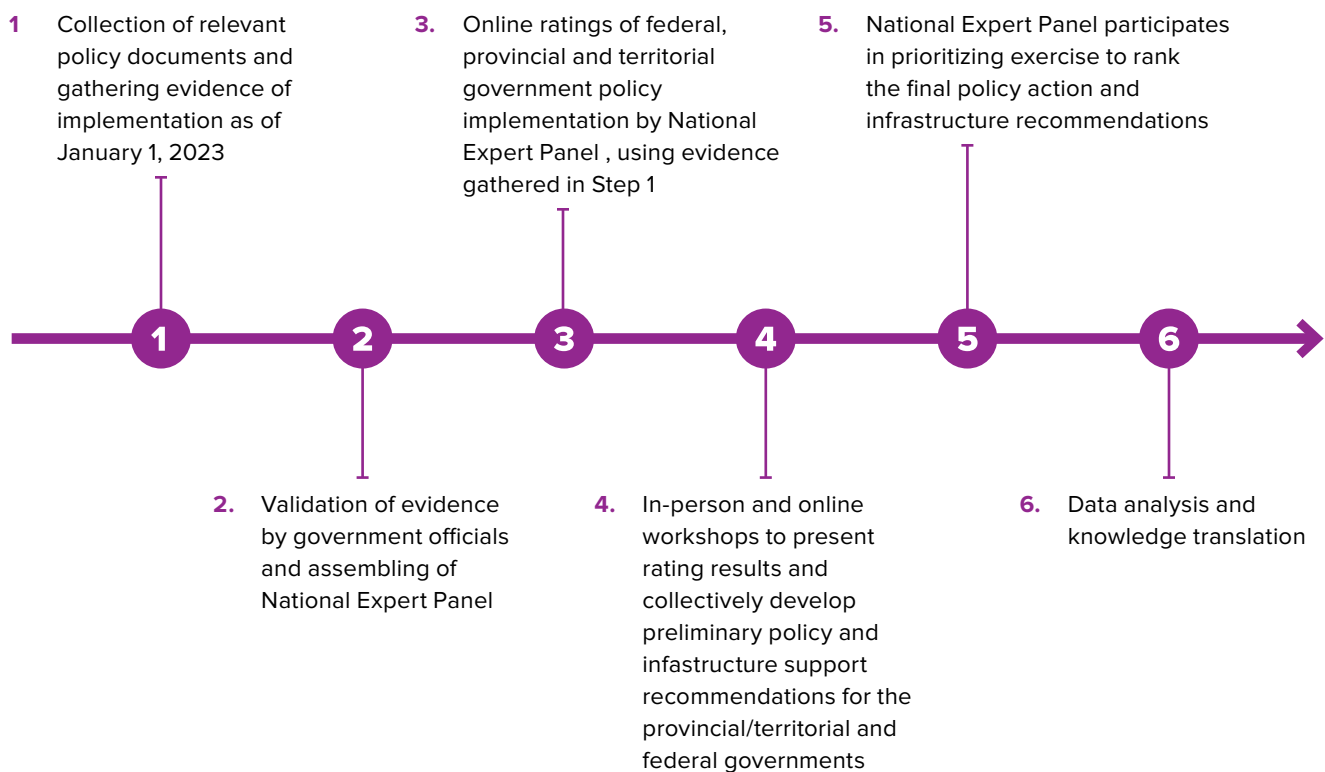 1 Collection of relevant
policy documents and
gathering evidence of
implementation as of
January 1, 2023
3. Online ratings of federal,
provincial and territorial
government policy
implementation by National
Expert Panel , using evidence
gathered in Step 1
5. National Expert Panel participates
in prioritizing exercise to rank
the final policy action and
infrastructure recommendations
1 2 3 4 5 6
2. Validation of evidence
by government officials
and assembling of
National Expert Panel
4. In-person and online
workshops to present
rating results and
collectively develop
preliminary policy and
infastructure support
recommendations for the
provincial/territorial and
federal governments
6. Data analysis and
knowledge translation